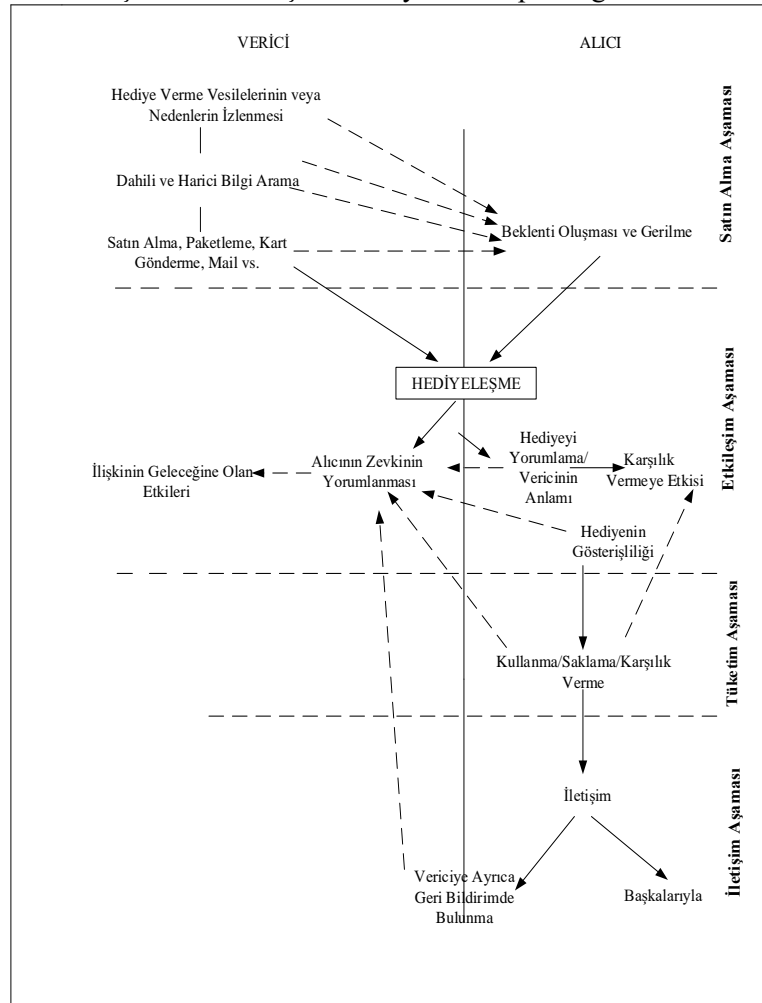 VERİCİ
ALICI
Hediye Verme Vesilelerinin veya
Nedenlerin İzlenmesi
Dahili ve Harici Bilgi Arama
Satın Alma, Paketleme, Kart
Gönderme, Mail vs.
Beklenti Oluşması ve Gerilme
Satın Alma Aşaması
HEDİYELEŞME
İlişkinin Geleceğine Olan
Etkileri
Alıcının Zevkinin
Yorumlanması
Hediyeyi
Yorumlama/
Vericinin
Anlamı
Karşılık
Vermeye Etkisi
Hediyenin
Gösterişliliği
Etkileşim Aşaması
Kullanma/Saklama/Karşılık
Verme
Tüketim Aşaması
İletişim
Vericiye Ayrıca
Geri Bildirimde
Bulunma
Başkalarıyla
İletişim Aşaması